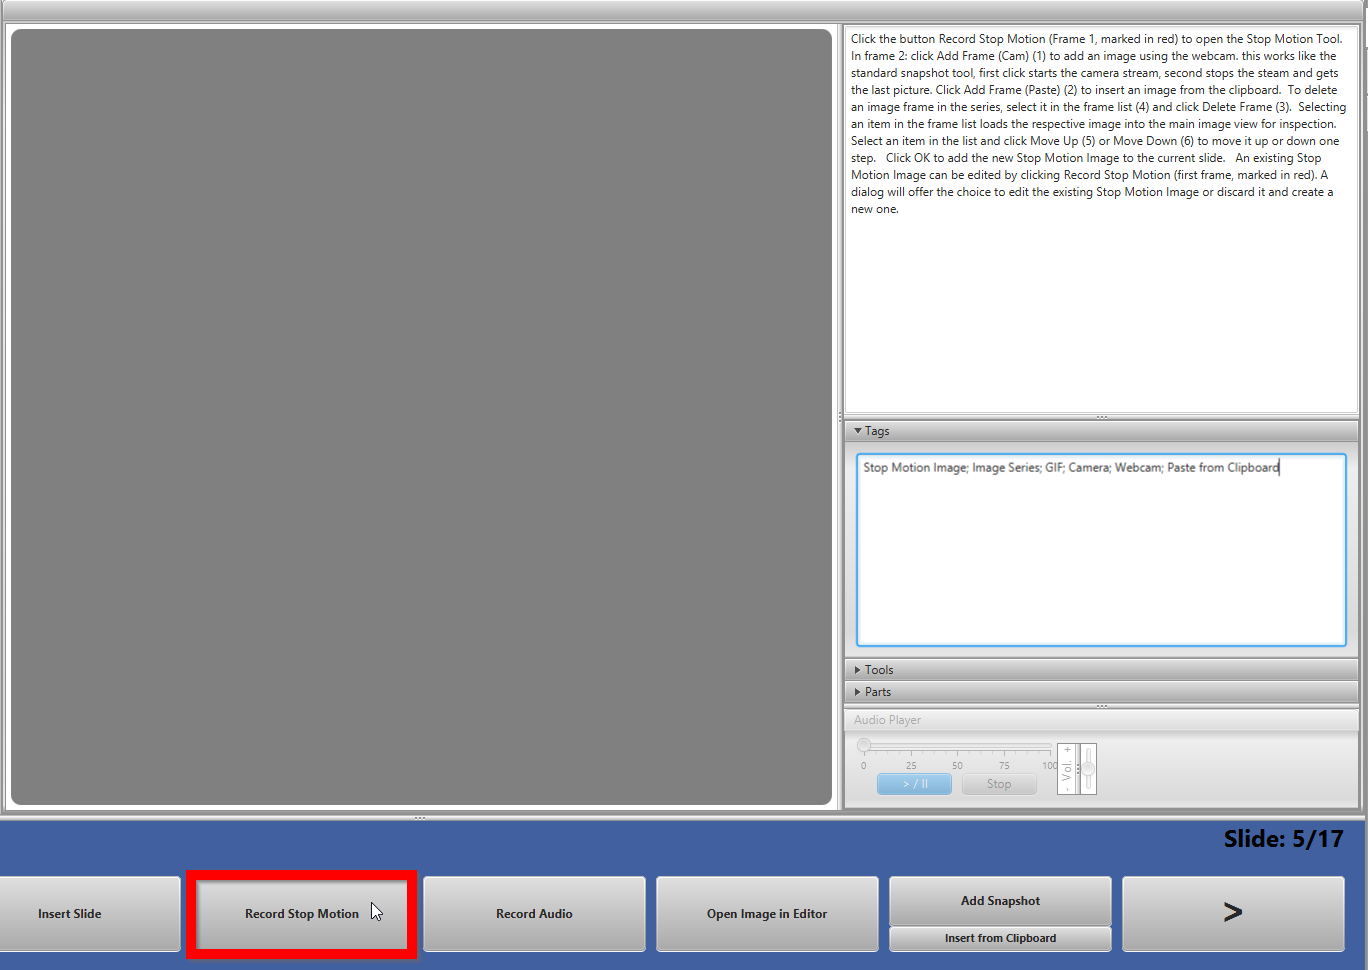 Click the button Record Stop Motion (Frame 1, marked in red) to open the Stop Motion Tool.
In frame 2: click Add Frame (Cam) (1) to add an image using the webcam. this works like the
standard snapshot tool, first click starts the camera stream, second stops the steam and gets
the last picture. Click Add Frame (Paste) (2) to insert an image from the clipboard.  To delete
an image frame in the series, select it in the frame list (4) and click Delete Frame (3).  Selecting
an item in the frame list loads the respective image into the main image view for inspection.
Select an item in the list and click Move Up (5) or Move Down (6) to move it up or down one
step.   Click OK to add the new Stop Motion Image to the current slide.   An existing Stop
Motion Image can be edited by clicking Record Stop Motion (first frame, marked in red). A
dialog will offer the choice to edit the existing Stop Motion Image or discard it and create a
new one.
Tags
Stop Motion Image; Image Series; GIF; Camera; Webcam; Paste from Clipboard
Tools
Parts
Audio Player
0 25 50 75 100
> / II
Stop
- Vol. +
Slide: 5/17
Insert Slide
Record Stop Motion
Record Audio
Open Image in Editor
Add Snapshot
Insert from Clipboard
>